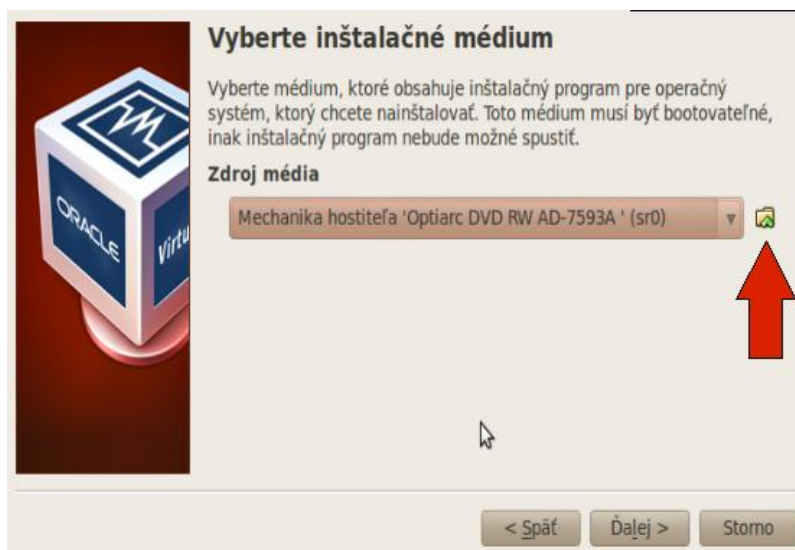 Vyberte inštalačné médium
Vyberte médium, ktoré obsahuje inštalačný program pre operačný
systém, ktorý chcete nainštalovať. Toto médium musí byť bootovateľné,
inak inštalačný program nebude možné spustiť.
Zdroj média
Mechanika hostiteľa 'Optiarc DVD RW AD-7593A ' (sr0)
ORACLE
Virtu
< Späť
Ďalej >
Storno